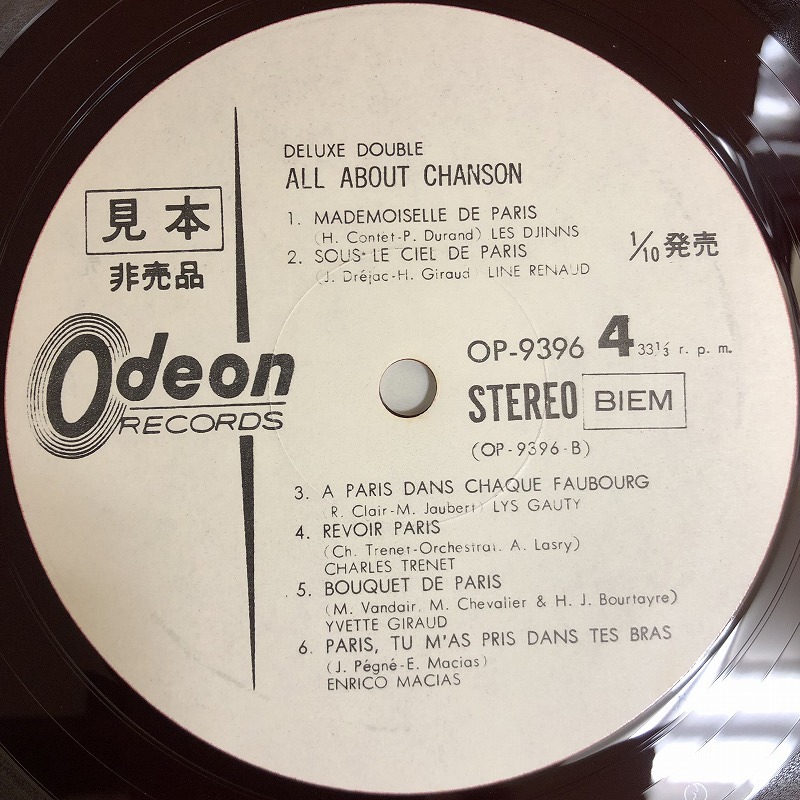 DELUXE DOUBLE
ALL ABOUT CHANSON
見本
非売品
1. MADEMOISELLE DE PARIS
(H. Contet-P. Durand) LES DJINNS
2. SOUS LE CIEL DE PARIS
(J. Dréjac-H. Giraud) LINE RENAUD
1/10 発売
Odeon
RECORDS
OP-9396 4 33⅓ r. p. m.
STEREO BIEM
(OP-9396-B)
3. A PARIS DANS CHAQUE FAUBOURG
(R. Clair-M. Jaubert) LYS GAUTY
4. REVOIR PARIS
(Ch. Trenet-Orchestrat. A. Lasry)
CHARLES TRENET
5. BOUQUET DE PARIS
(M. Vandair, M. Chevalier & H. J. Bourtayre)
YVETTE GIRAUD
6. PARIS, TU M'AS PRIS DANS TES BRAS
(J. Pégné-E. Macias)
ENRICO MACIAS